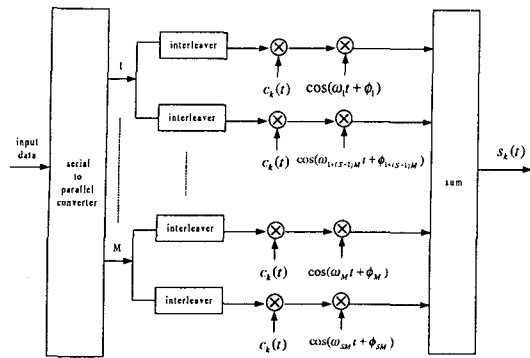 input
data
serial
to
parallel
converter
1
M
interleaver
c_k(t)
cos(ω_1 t + φ_1)
interleaver
c_k(t)
cos(ω_{1+(S-1)M} t + φ_{1+(S-1)M})
interleaver
c_k(t)
cos(ω_M t + φ_M)
interleaver
c_k(t)
cos(ω_{SM} t + φ_{SM})
sum
s_k(t)